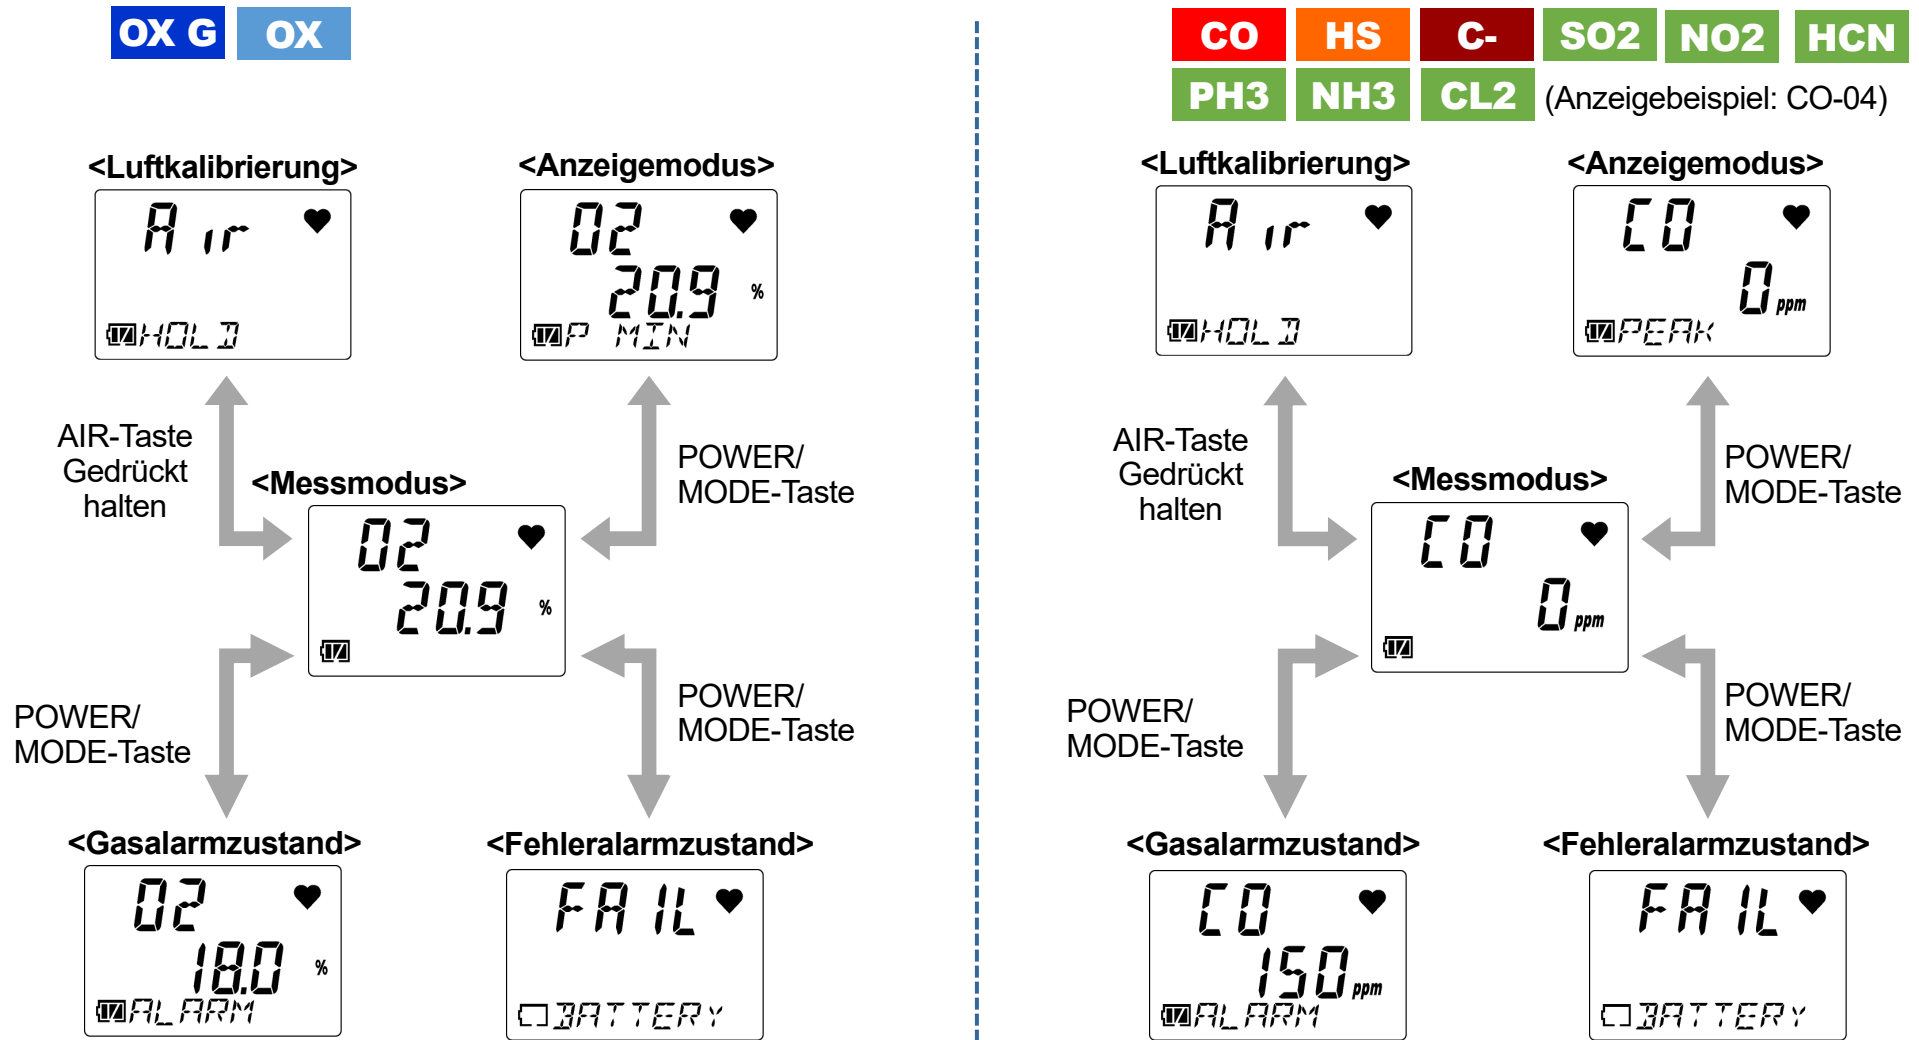 OX G OX
<Luftkalibrierung>
Air
HOLD
<Anzeigemodus>
O2
20.9 %
P MIN
AIR-Taste
Gedrückt
halten
POWER/
MODE-Taste
<Messmodus>
O2
20.9 %
POWER/
MODE-Taste
POWER/
MODE-Taste
<Gasalarmzustand>
O2
18.0 %
ALARM
<Fehleralarmzustand>
FAIL
BATTERY
CO HS C- SO2 NO2 HCN
PH3 NH3 CL2 (Anzeigebeispiel: CO-04)
<Luftkalibrierung>
Air
HOLD
<Anzeigemodus>
CO
0 ppm
PEAK
AIR-Taste
Gedrückt
halten
POWER/
MODE-Taste
<Messmodus>
CO
0 ppm
POWER/
MODE-Taste
POWER/
MODE-Taste
<Gasalarmzustand>
CO
150 ppm
ALARM
<Fehleralarmzustand>
FAIL
BATTERY